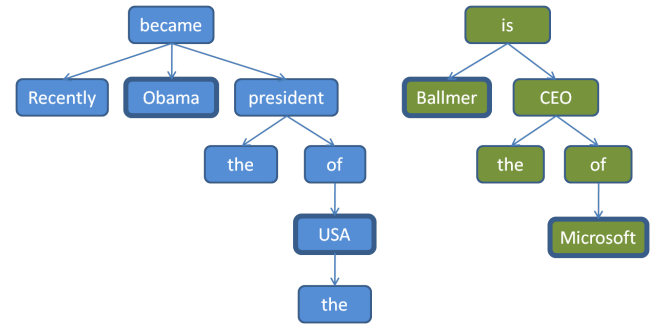 became
is
Recently
Obama
president
Ballmer
CEO
the
of
the
of
USA
Microsoft
the